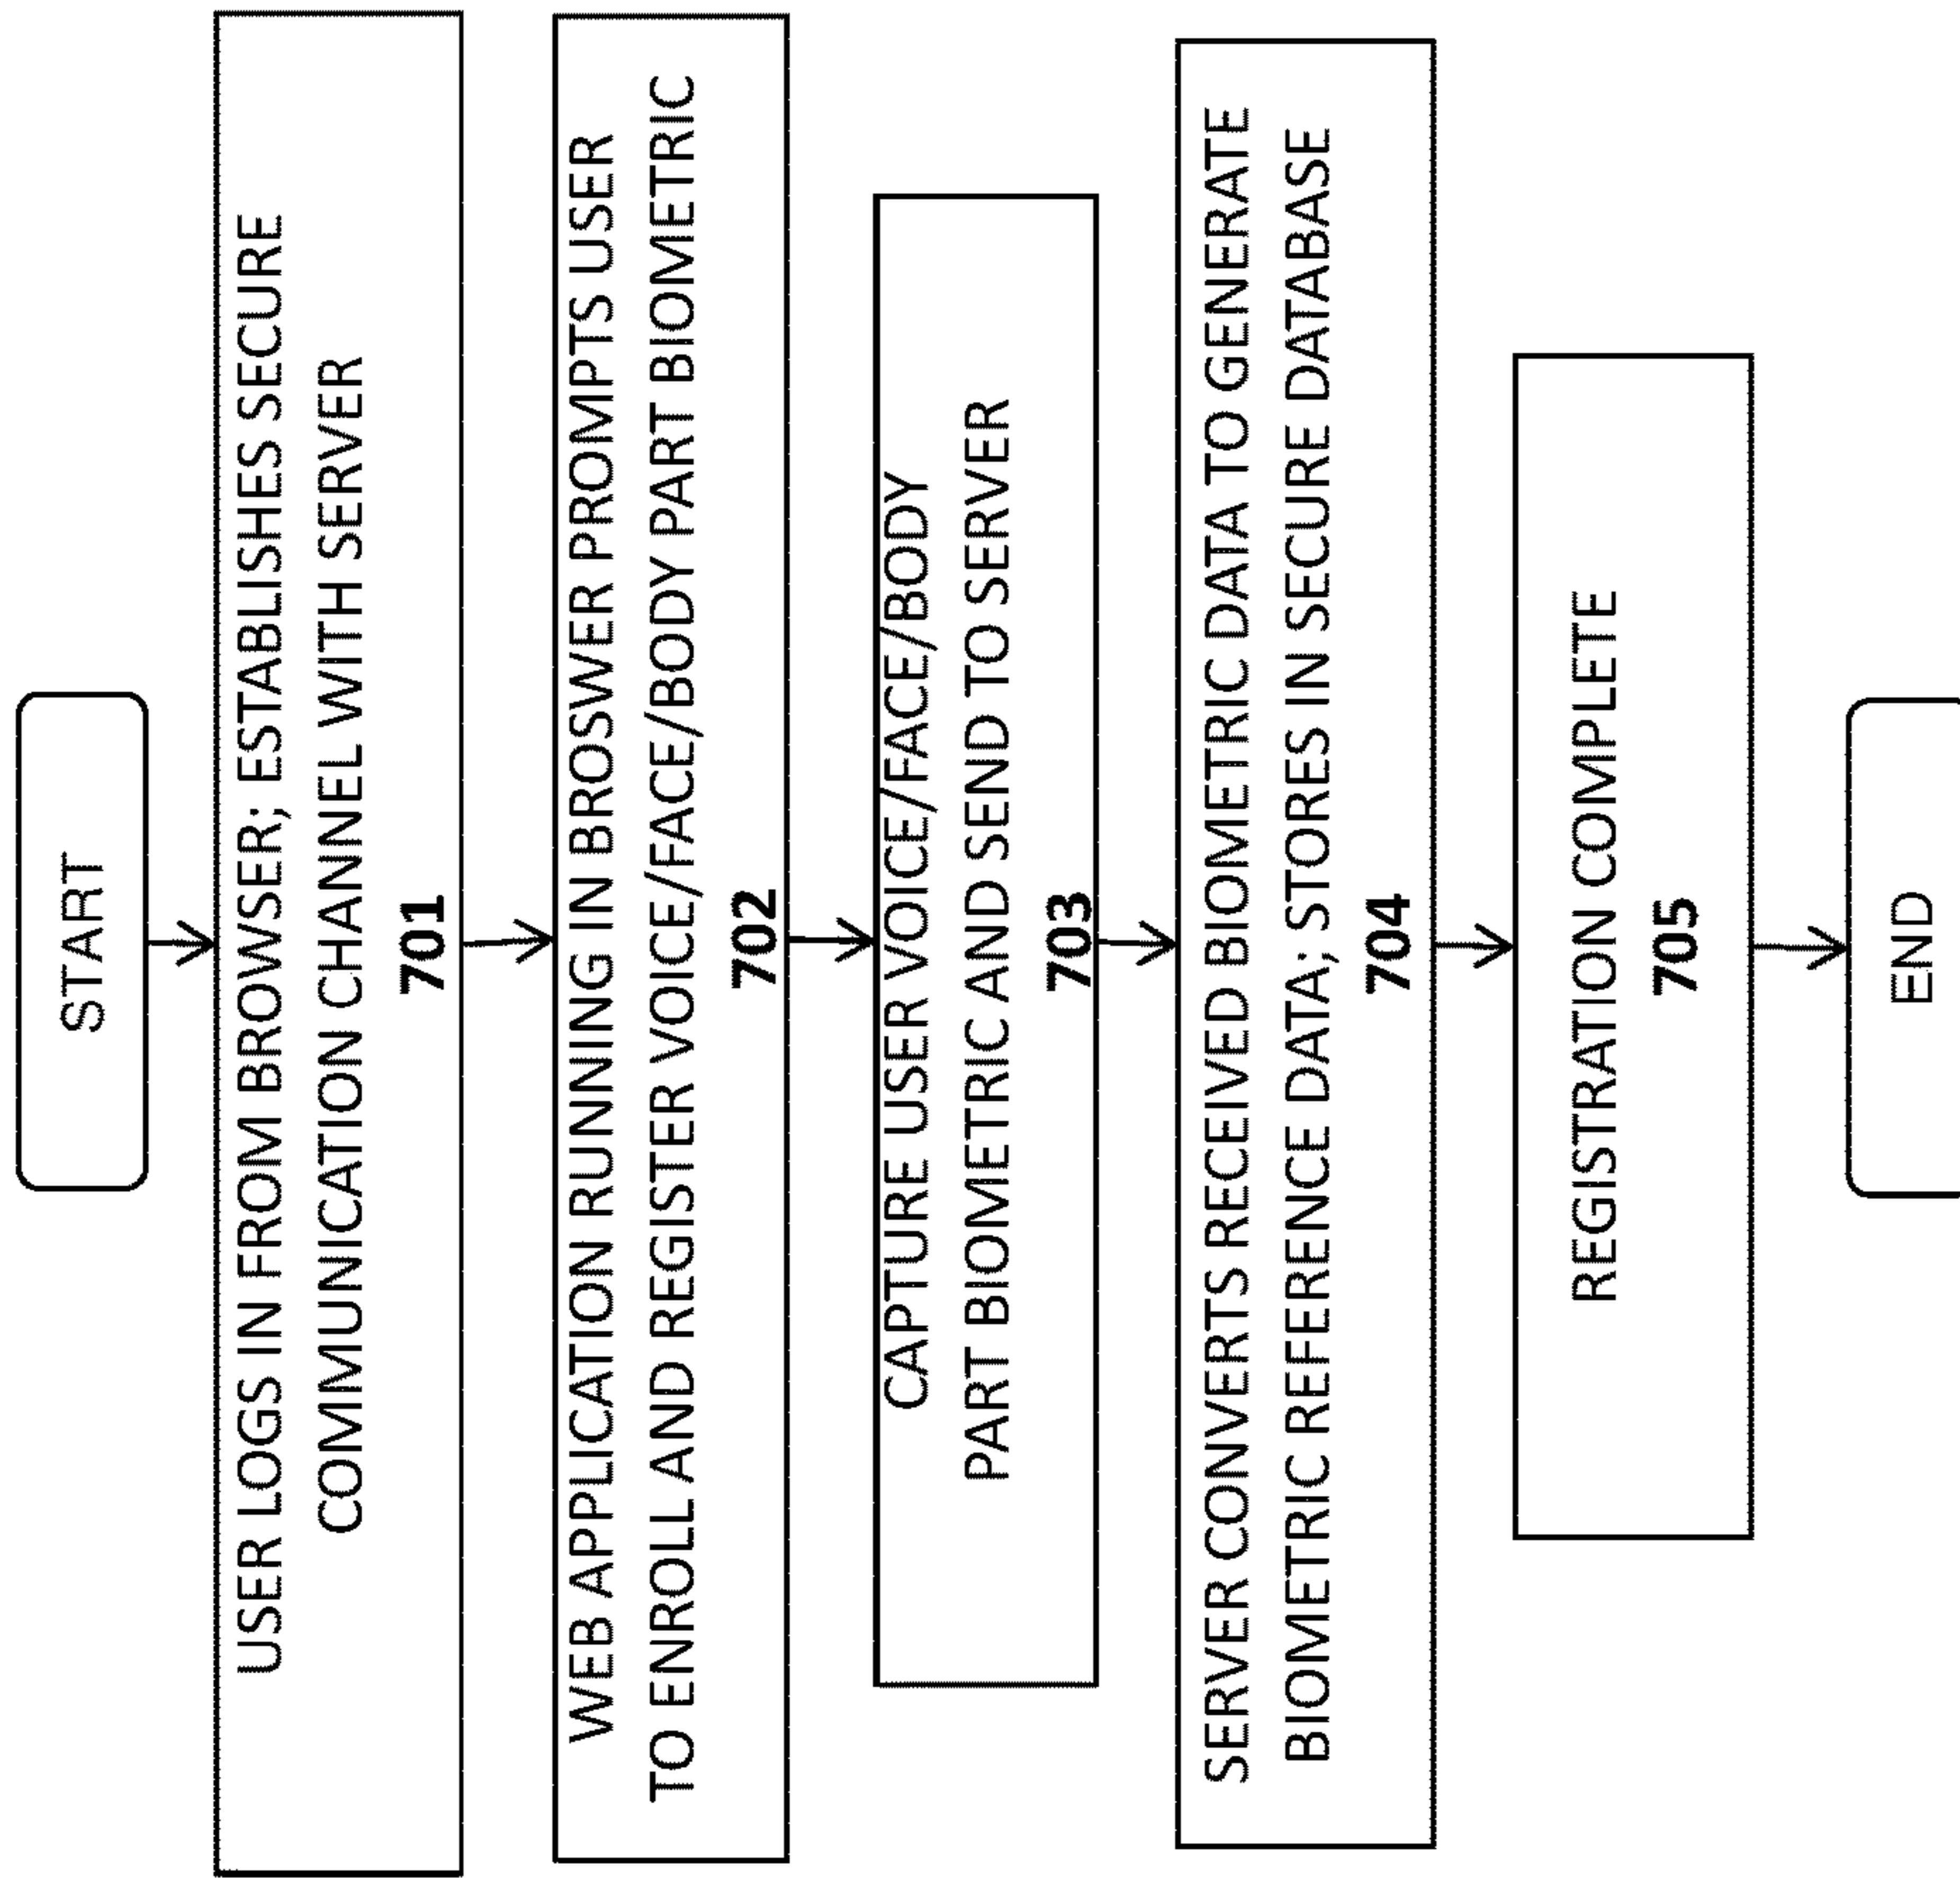 START
USER LOGS IN FROM BROWSER; ESTABLISHES SECURE
COMMUNICATION CHANNEL WITH SERVER
701
WEB APPLICATION RUNNING IN BROSWER PROMPTS USER
TO ENROLL AND REGISTER VOICE/FACE/BODY PART BIOMETRIC
702
CAPTURE USER VOICE/FACE/BODY
PART BIOMETRIC AND SEND TO SERVER
703
SERVER CONVERTS RECEIVED BIOMETRIC DATA TO GENERATE
BIOMETRIC REFERENCE DATA; STORES IN SECURE DATABASE
704
REGISTRATION COMPLETE
705
END